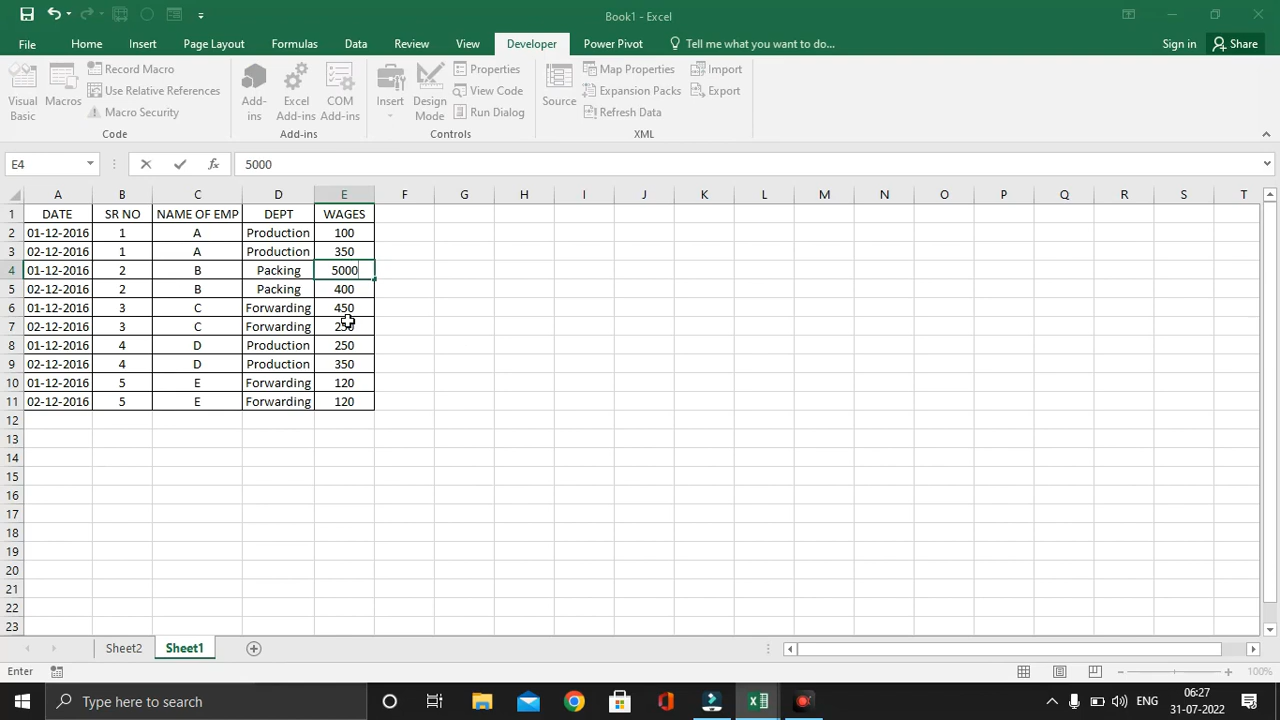 Book1 - Excel
File Home Insert Page Layout Formulas Data Review View Developer Power Pivot Tell me what you want to do... Sign in Share
Visual Basic
Macros
Record Macro
Use Relative References
Macro Security
Code
Add-ins
Excel Add-ins
COM Add-ins
Add-ins
Insert
Design Mode
Properties
View Code
Run Dialog
Controls
Source
Map Properties
Expansion Packs
Refresh Data
Import
Export
XML
E4 fx 5000
A B C D E F G H I J K L M N O P Q R S T
1 DATE SR NO NAME OF EMP DEPT WAGES
2 01-12-2016 1 A Production 100
3 02-12-2016 1 A Production 350
4 01-12-2016 2 B Packing 5000
5 02-12-2016 2 B Packing 400
6 01-12-2016 3 C Forwarding 450
7 02-12-2016 3 C Forwarding
8 01-12-2016 4 D Production 250
9 02-12-2016 4 D Production 350
10 01-12-2016 5 E Forwarding 120
11 02-12-2016 5 E Forwarding 120
12
13
14
15
16
17
18
19
20
21
22
23
Sheet2 Sheet1
Enter 100%
Type here to search ENG 06:27
31-07-2022